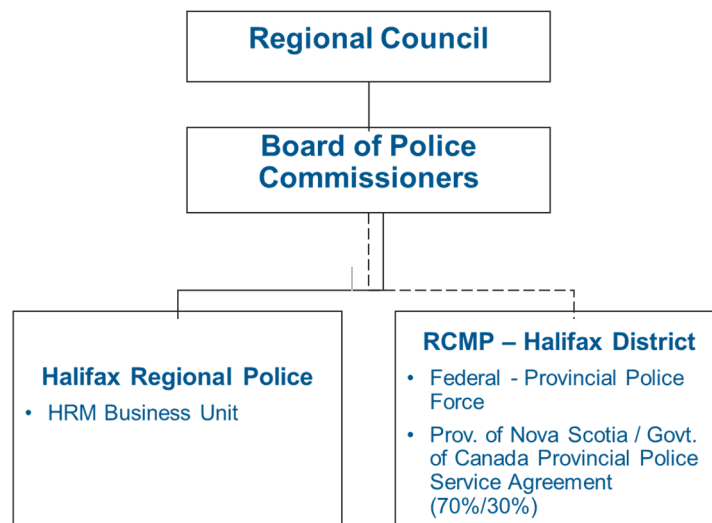 Regional Council
Board of Police
Commissioners
Halifax Regional Police
• HRM Business Unit
RCMP – Halifax District
• Federal - Provincial Police
Force
• Prov. of Nova Scotia / Govt.
of Canada Provincial Police
Service Agreement
(70%/30%)